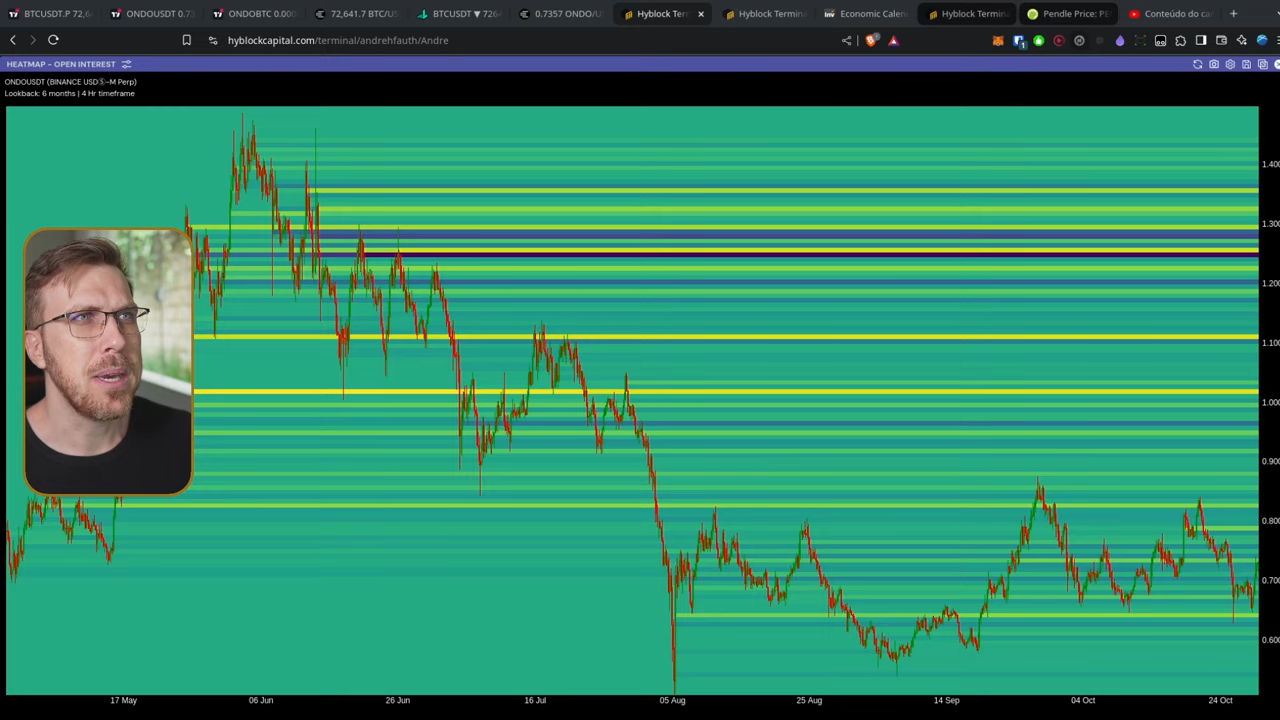 BTCUSDT.P 72,6
ONDOUSDT 0.73
ONDOBTC 0.000
72,641.7 BTC/US
BTCUSDT ▼ 726
0.7357 ONDO/U
Hyblock Ter
Hyblock Termina
Economic Calen
Hyblock Termina
Pendle Price: PE
Conteúdo do ca
hyblockcapital.com/terminal/andrehfauth/Andre
HEATMAP - OPEN INTEREST
ONDOUSDT (BINANCE USDⓈ-M Perp)
Lookback: 6 months | 4 Hr timeframe
1.400
1.300
1.200
1.100
1.000
0.900
0.800
0.700
0.600
17 May
06 Jun
26 Jun
16 Jul
05 Aug
25 Aug
14 Sep
04 Oct
24 Oct